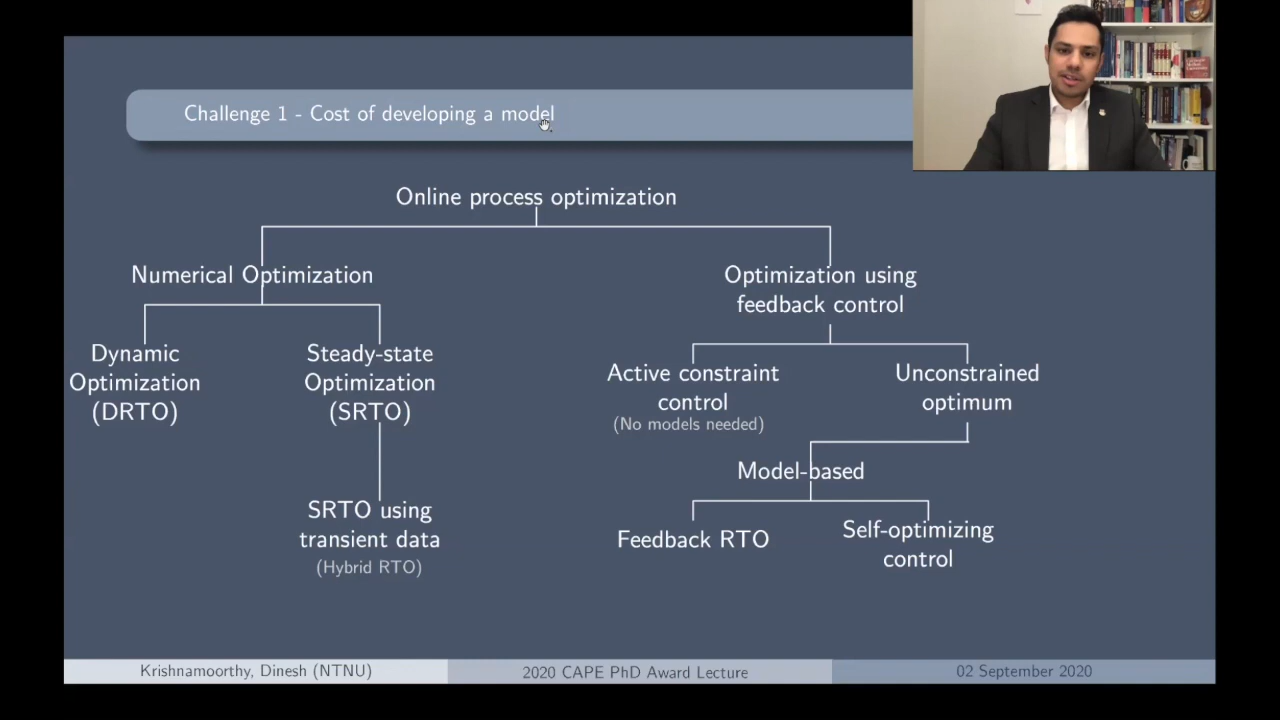 Challenge 1 - Cost of developing a model
Online process optimization
Numerical Optimization
Optimization using
feedback control
Dynamic
Optimization
(DRTO)
Steady-state
Optimization
(SRTO)
Active constraint
control
(No models needed)
Unconstrained
optimum
Model-based
SRTO using
transient data
(Hybrid RTO)
Feedback RTO
Self-optimizing
control
Krishnamoorthy, Dinesh (NTNU)
2020 CAPE PhD Award Lecture
02 September 2020